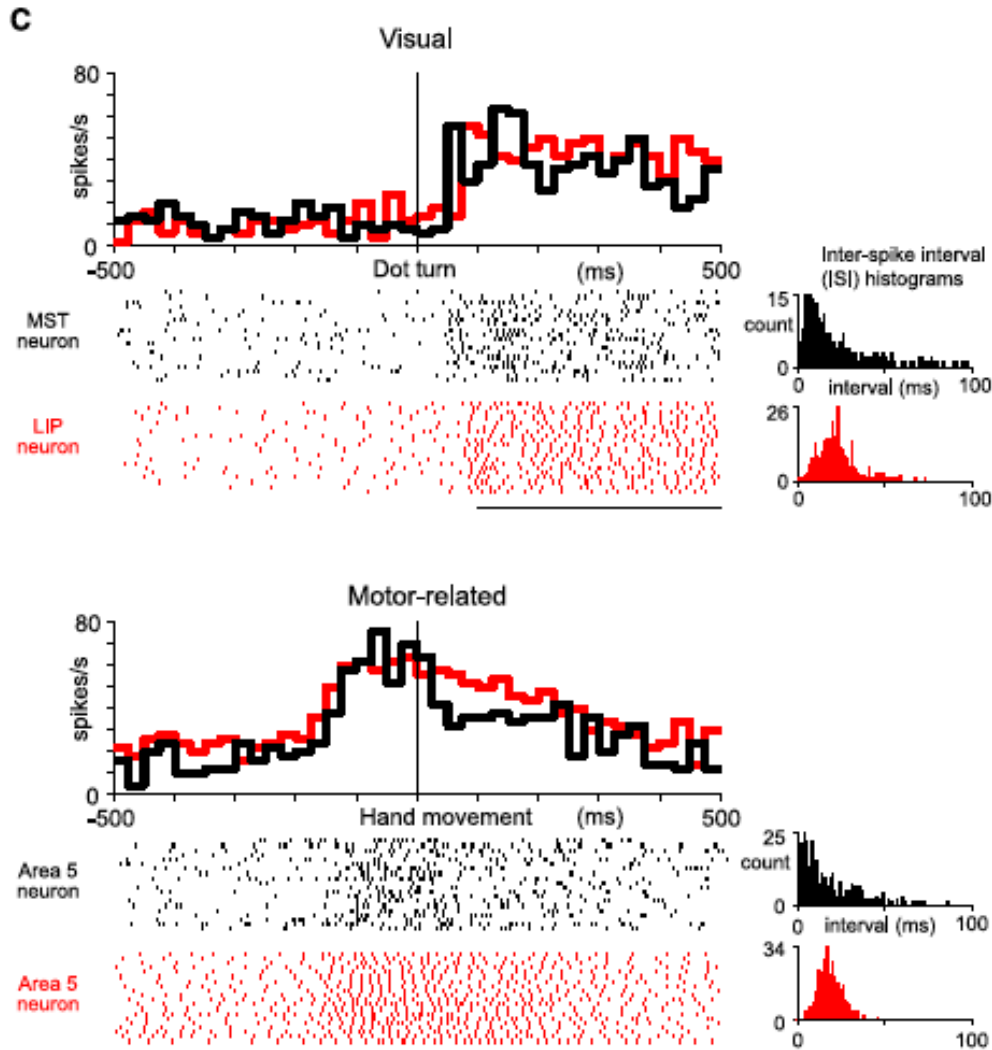 C
Visual
80
spikes/s
0
-500
Dot turn
(ms)
500
MST
neuron
LIP
neuron
Inter-spike interval
(ISI) histograms
15
count
0
0
interval (ms)
100
26
0
0
100
Motor-related
80
spikes/s
0
-500
Hand movement
(ms)
500
Area 5
neuron
Area 5
neuron
25
count
0
0
interval (ms)
100
34
0
0
100